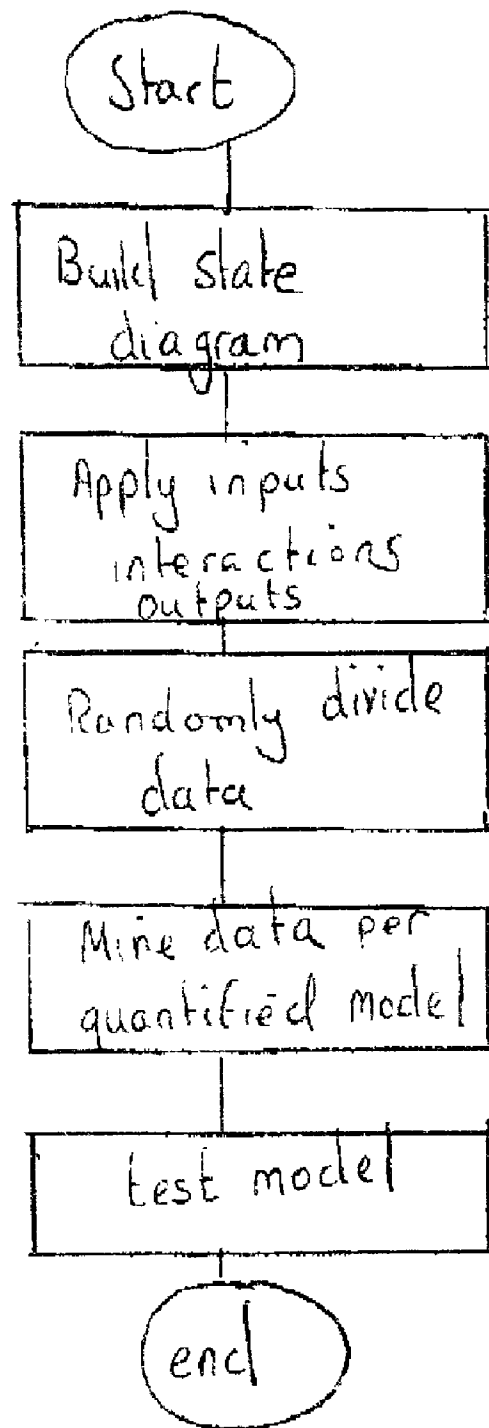 Start
Build state
diagram
Apply inputs
interactions
outputs
Randomly divide
data
Mine data per
quantified model
test model
end